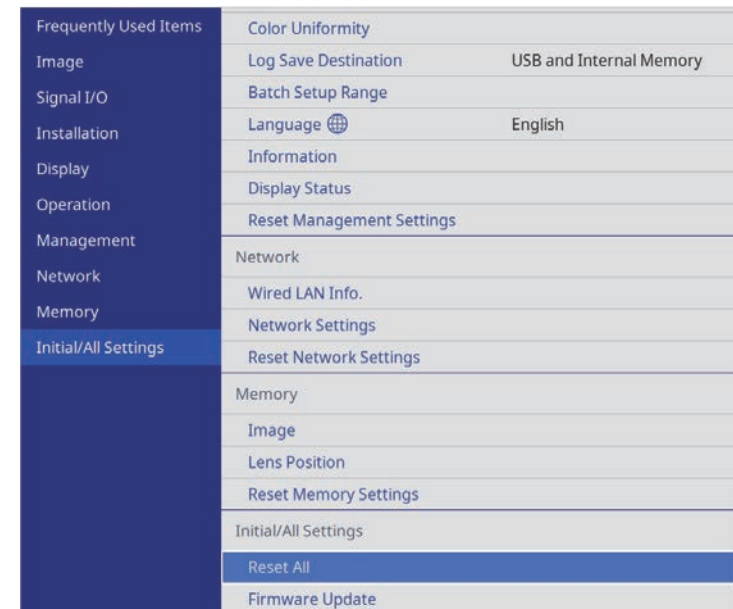 Frequently Used Items
Image
Signal I/O
Installation
Display
Operation
Management
Network
Memory
Initial/All Settings
Color Uniformity
Log Save Destination USB and Internal Memory
Batch Setup Range
Language English
Information
Display Status
Reset Management Settings
Network
Wired LAN Info.
Network Settings
Reset Network Settings
Memory
Image
Lens Position
Reset Memory Settings
Initial/All Settings
Reset All
Firmware Update